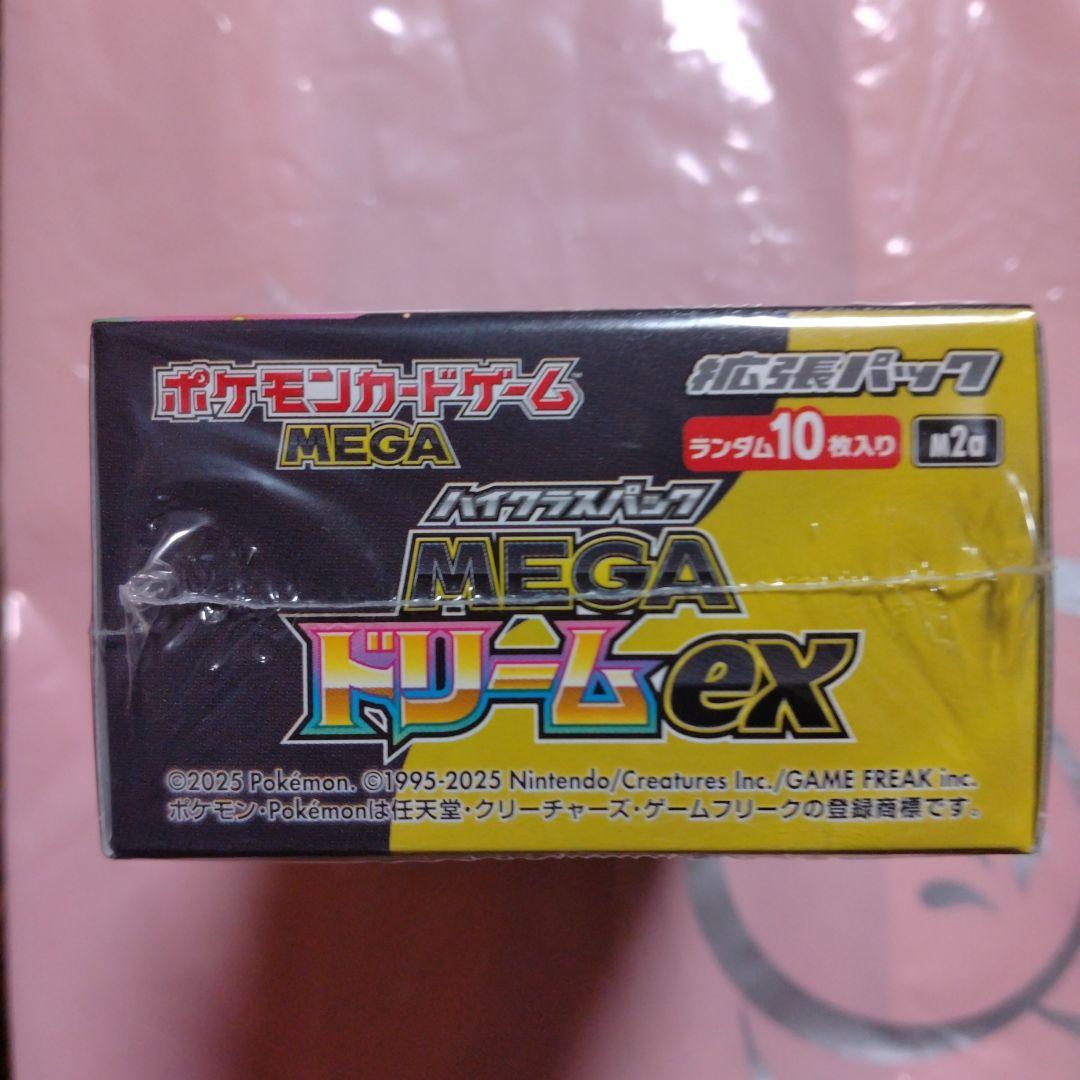 ポケモンカードゲーム
MEGA
拡張パック
ランダム10枚入り M2a
ハイクラスパック
MEGA
ドリームex
©2025 Pokémon. ©1995-2025 Nintendo/Creatures Inc./GAME FREAK inc.
ポケモン・Pokémonは任天堂・クリーチャーズ・ゲームフリークの登録商標です。